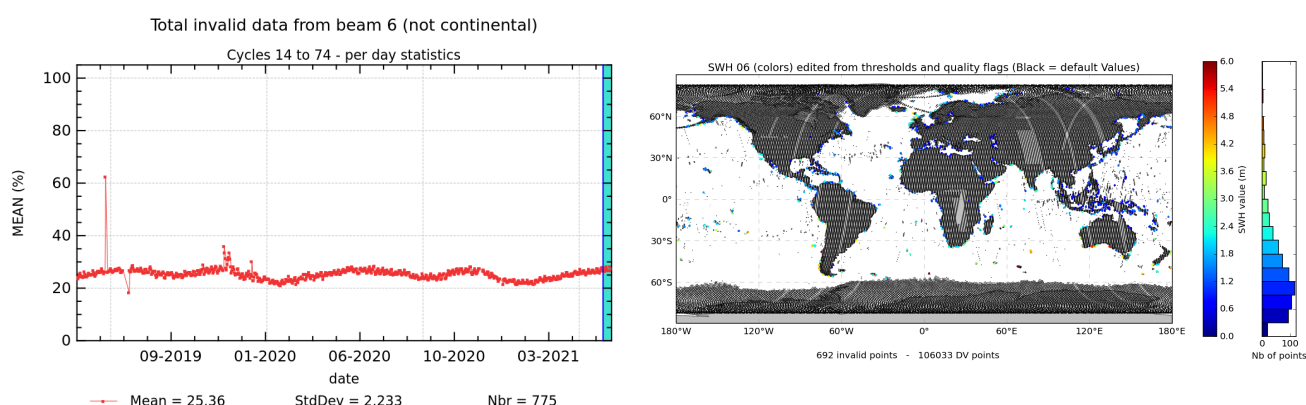 Total invalid data from beam 6 (not continental)
Cycles 14 to 74 - per day statistics
100
80
60
40
20
0
MEAN (%)
09-2019 01-2020 06-2020 10-2020 03-2021
date
Mean = 25.36 StdDev = 2.233 Nbr = 775
SWH 06 (colors) edited from thresholds and quality flags (Black = default Values)
60°N
30°N
0°
30°S
60°S
180°W 120°W 60°W 0° 60°E 120°E 180°E
692 invalid points - 106033 DV points
6.0
5.4
4.8
4.2
3.6
3.0
2.4
1.8
1.2
0.6
0.0
SWH value (m)
0 100
Nb of points